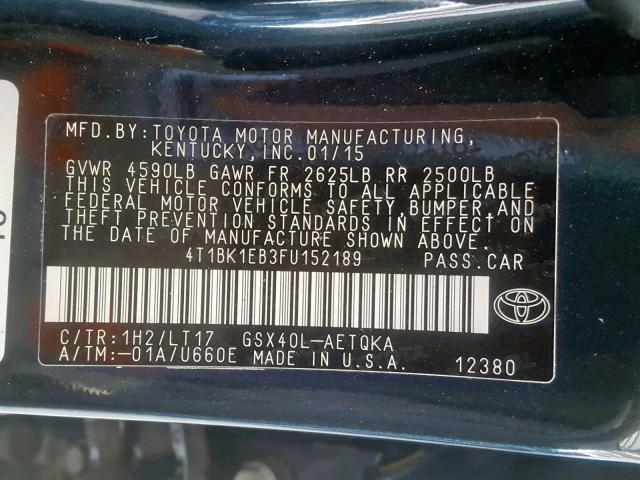 MFD.BY:TOYOTA MOTOR MANUFACTURING,
KENTUCKY, INC. 01/15
GVWR 4590LB GAWR FR 2625LB RR 2500LB
THIS VEHICLE CONFORMS TO ALL APPLICABLE
FEDERAL MOTOR VEHICLE SAFETY, BUMPER, AND
THEFT PREVENTION STANDARDS IN EFFECT ON
THE DATE OF MANUFACTURE SHOWN ABOVE.
4T1BK1EB3FU152189 PASS.CAR
C/TR:1H2/LT17 GSX40L-AETQKA
A/TM:-01A/U660E MADE IN U.S.A. 12380